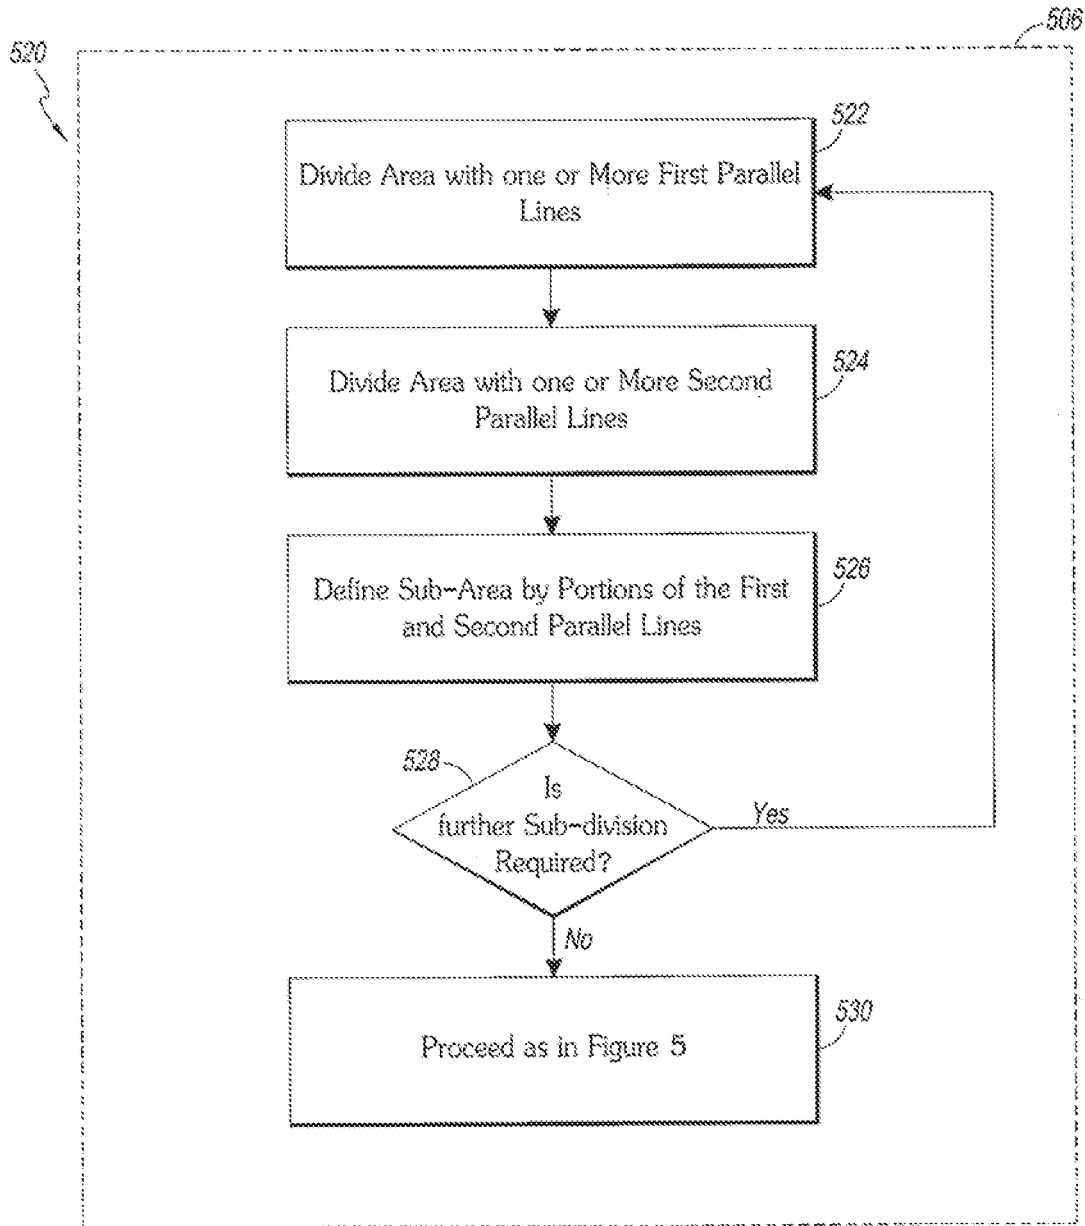 506
520
522
Divide Area with one or More First Parallel
Lines
524
Divide Area with one or More Second
Parallel Lines
526
Define Sub-Area by Portions of the First
and Second Parallel Lines
528
Is
further Sub-division
Required?
Yes
No
530
Proceed as in Figure 5